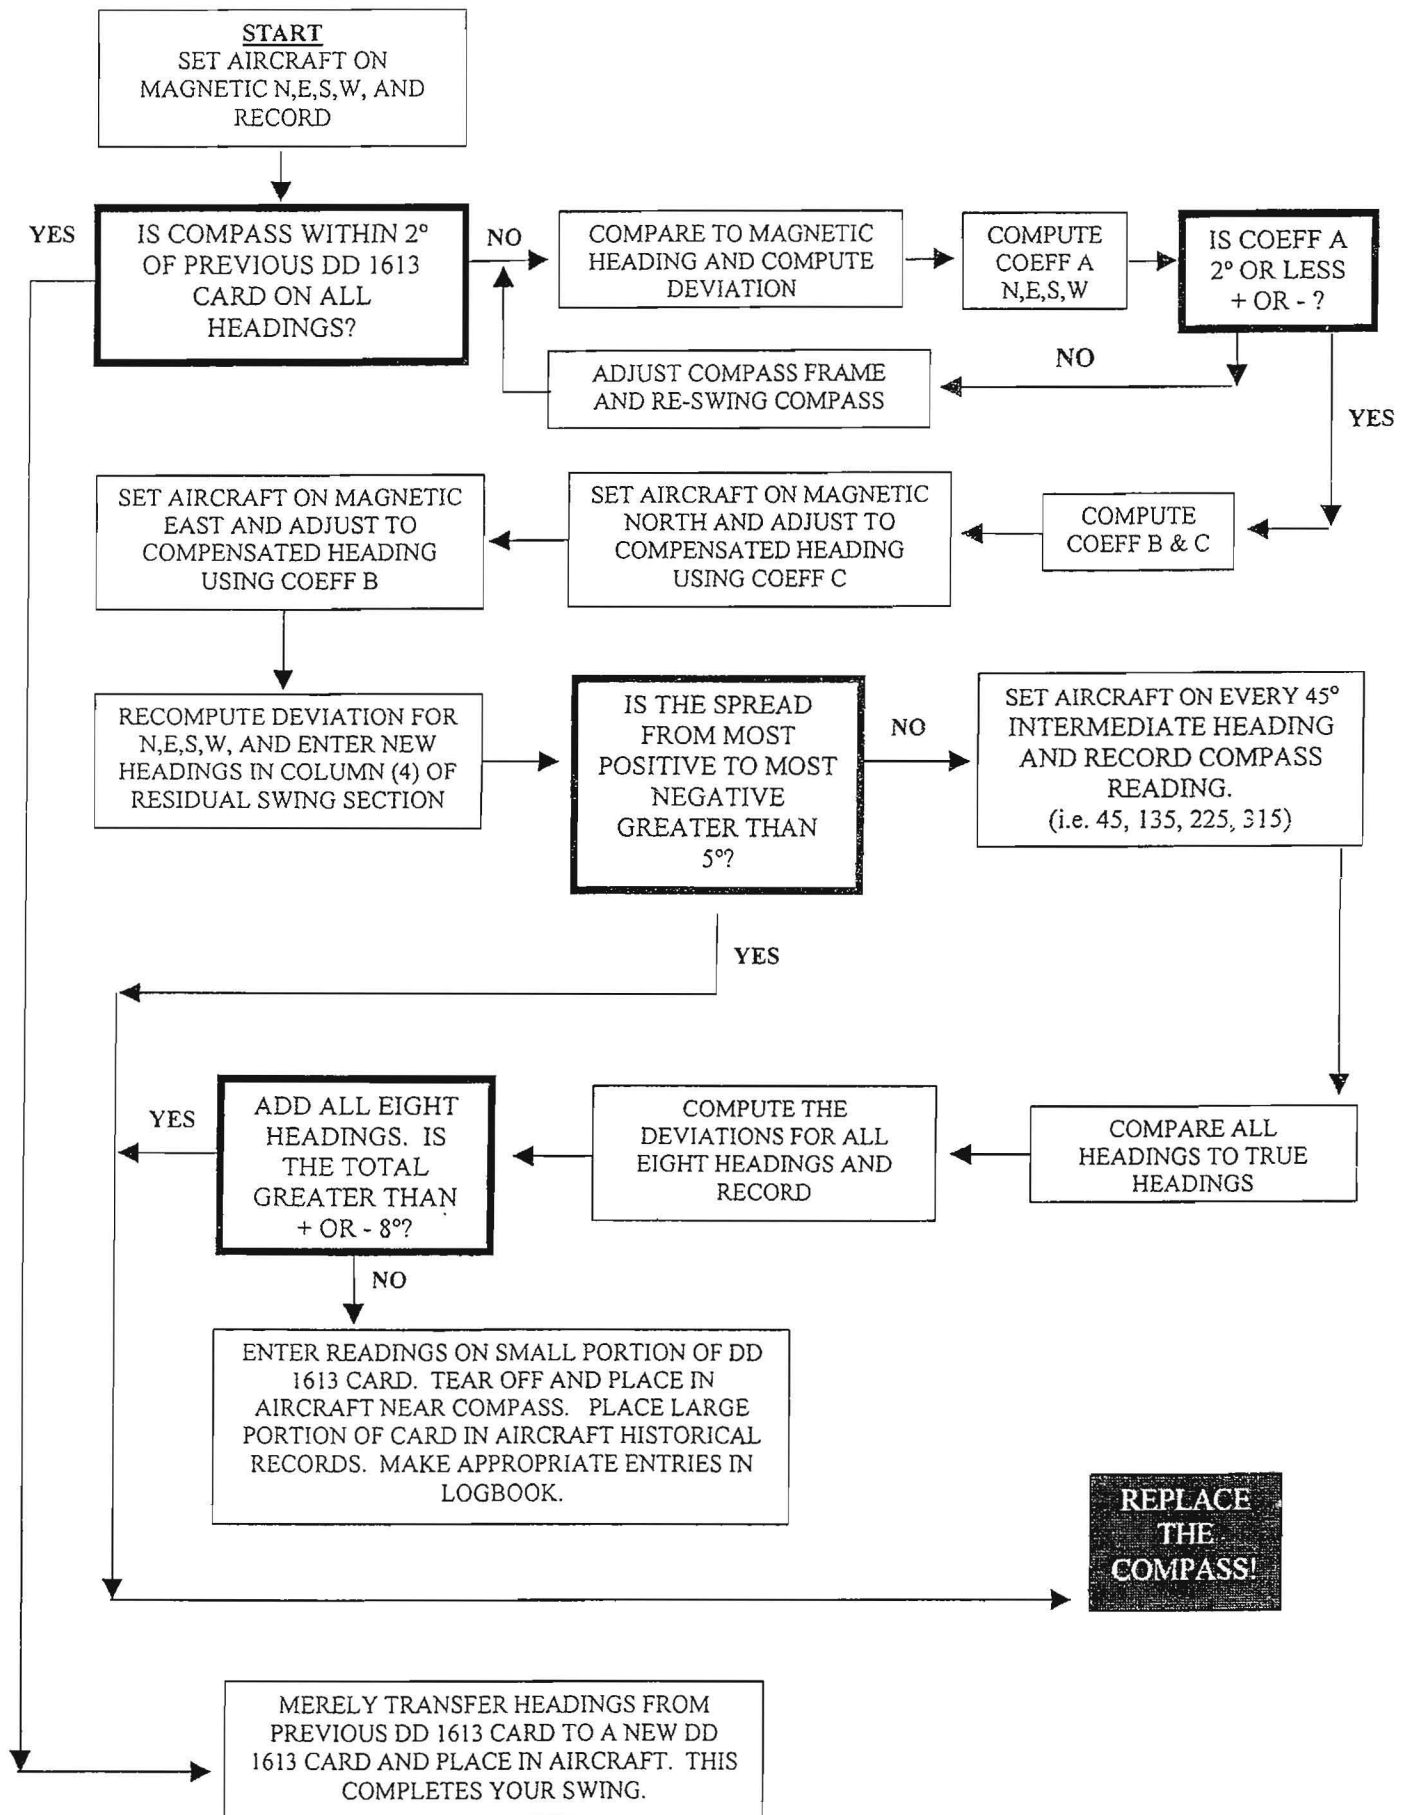 START
SET AIRCRAFT ON
MAGNETIC N,E,S,W, AND
RECORD
YES
IS COMPASS WITHIN 2º
OF PREVIOUS DD 1613
CARD ON ALL
HEADINGS?
NO
COMPARE TO MAGNETIC
HEADING AND COMPUTE
DEVIATION
COMPUTE
COEFF A
N,E,S,W
IS COEFF A
2º OR LESS
+ OR - ?
NO
ADJUST COMPASS FRAME
AND RE-SWING COMPASS
YES
COMPUTE
COEFF B & C
SET AIRCRAFT ON MAGNETIC
NORTH AND ADJUST TO
COMPENSATED HEADING
USING COEFF C
SET AIRCRAFT ON MAGNETIC
EAST AND ADJUST TO
COMPENSATED HEADING
USING COEFF B
RECOMPUTE DEVIATION FOR
N,E,S,W, AND ENTER NEW
HEADINGS IN COLUMN (4) OF
RESIDUAL SWING SECTION
IS THE SPREAD
FROM MOST
POSITIVE TO MOST
NEGATIVE
GREATER THAN
5º?
NO
SET AIRCRAFT ON EVERY 45º
INTERMEDIATE HEADING
AND RECORD COMPASS
READING.
(i.e. 45, 135, 225, 315)
YES
COMPARE ALL
HEADINGS TO TRUE
HEADINGS
COMPUTE THE
DEVIATIONS FOR ALL
EIGHT HEADINGS AND
RECORD
YES
ADD ALL EIGHT
HEADINGS. IS
THE TOTAL
GREATER THAN
+ OR - 8º?
NO
ENTER READINGS ON SMALL PORTION OF DD
1613 CARD. TEAR OFF AND PLACE IN
AIRCRAFT NEAR COMPASS. PLACE LARGE
PORTION OF CARD IN AIRCRAFT HISTORICAL
RECORDS. MAKE APPROPRIATE ENTRIES IN
LOGBOOK.
REPLACE
THE
COMPASS!
MERELY TRANSFER HEADINGS FROM
PREVIOUS DD 1613 CARD TO A NEW DD
1613 CARD AND PLACE IN AIRCRAFT. THIS
COMPLETES YOUR SWING.